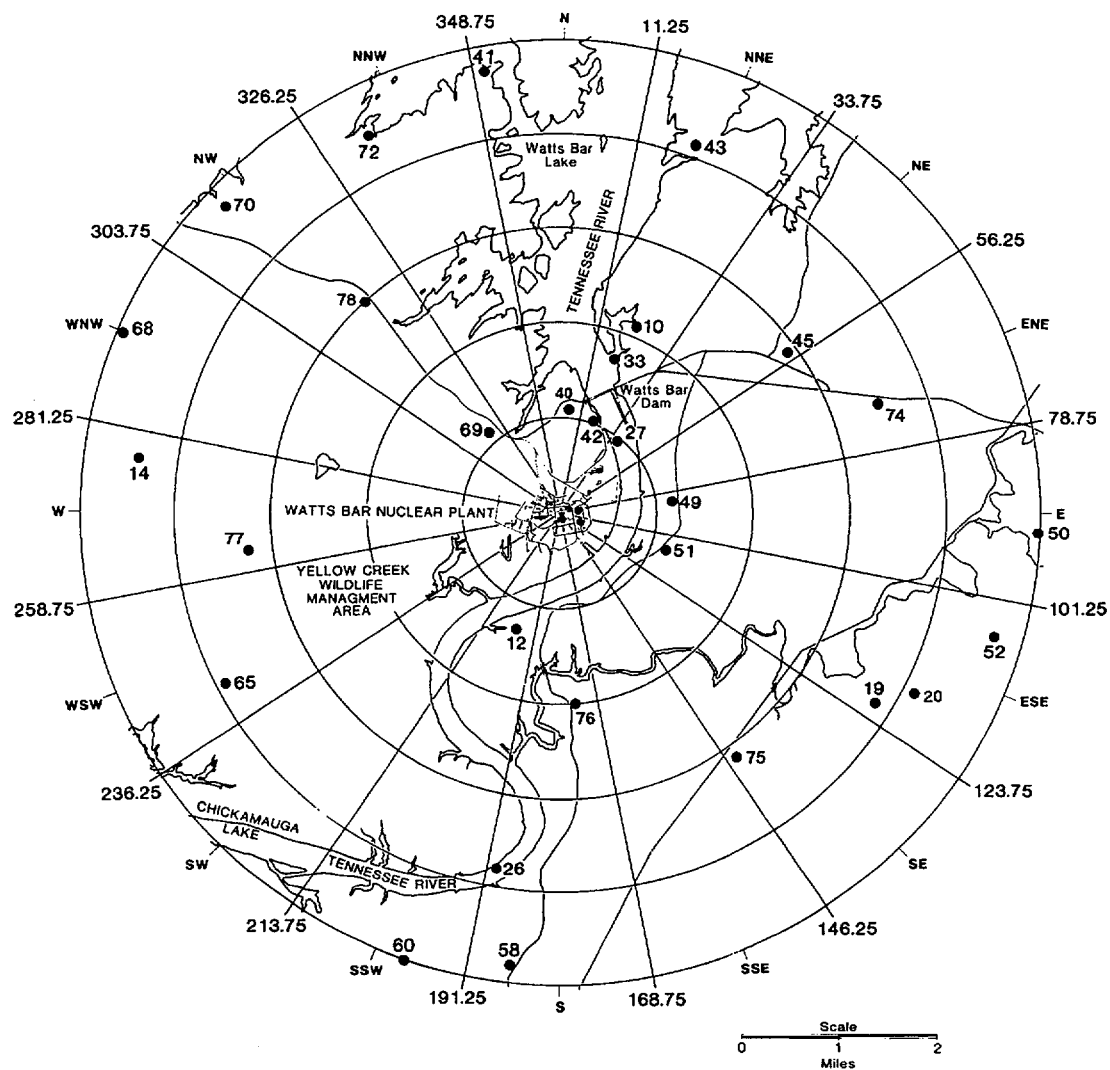 N
348.75
11.25
NNW
41
NNE
326.25
33.75
72
43
Watts Bar
Lake
NW
NE
70
TENNESSEE RIVER
303.75
56.25
78
WNW
68
10
ENE
45
33
40
Watts Bar
Dam
74
281.25
69
42
27
78.75
14
49
W
WATTS BAR NUCLEAR PLANT
E
50
77
51
YELLOW CREEK
WILDLIFE
MANAGMENT
AREA
258.75
101.25
12
52
65
19
20
WSW
76
ESE
75
236.25
123.75
CHICKAMAUGA
LAKE
SW
TENNESSEE RIVER
26
SE
213.75
146.25
60
58
SSW
SSE
191.25
S
168.75
Scale
0
1
2
Miles